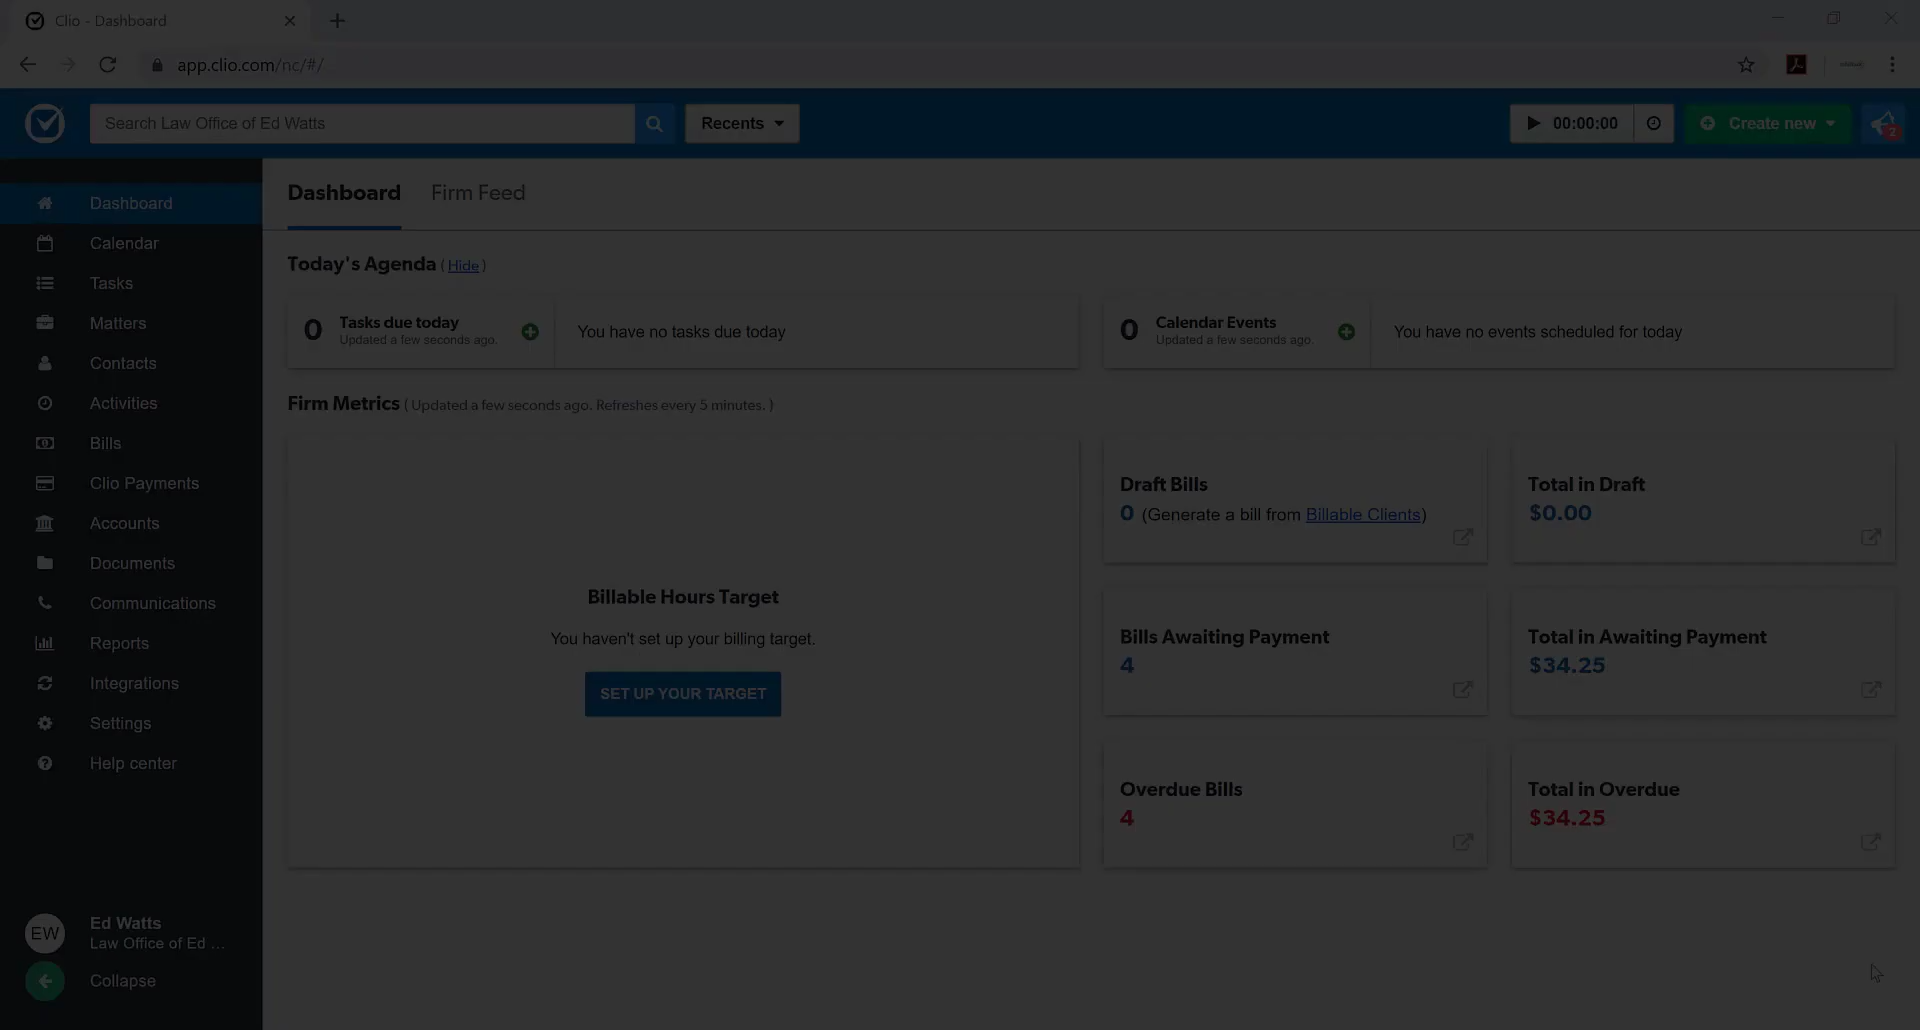 Clio - Dashboard
app.clio.com/nc/#/
Search Law Office of Ed Watts
Recents
00:00:00
Create new
2
Dashboard
Calendar
Tasks
Matters
Contacts
Activities
Bills
Clio Payments
Accounts
Documents
Communications
Reports
Integrations
Settings
Help center
EW
Ed Watts
Law Office of Ed ...
Collapse
Dashboard
Firm Feed
Today's Agenda ( Hide )
0
Tasks due today
Updated a few seconds ago.
You have no tasks due today
0
Calendar Events
Updated a few seconds ago.
You have no events scheduled for today
Firm Metrics ( Updated a few seconds ago. Refreshes every 5 minutes. )
Billable Hours Target
You haven't set up your billing target.
SET UP YOUR TARGET
Draft Bills
0 (Generate a bill from Billable Clients)
Total in Draft
$0.00
Bills Awaiting Payment
4
Total in Awaiting Payment
$34.25
Overdue Bills
4
Total in Overdue
$34.25